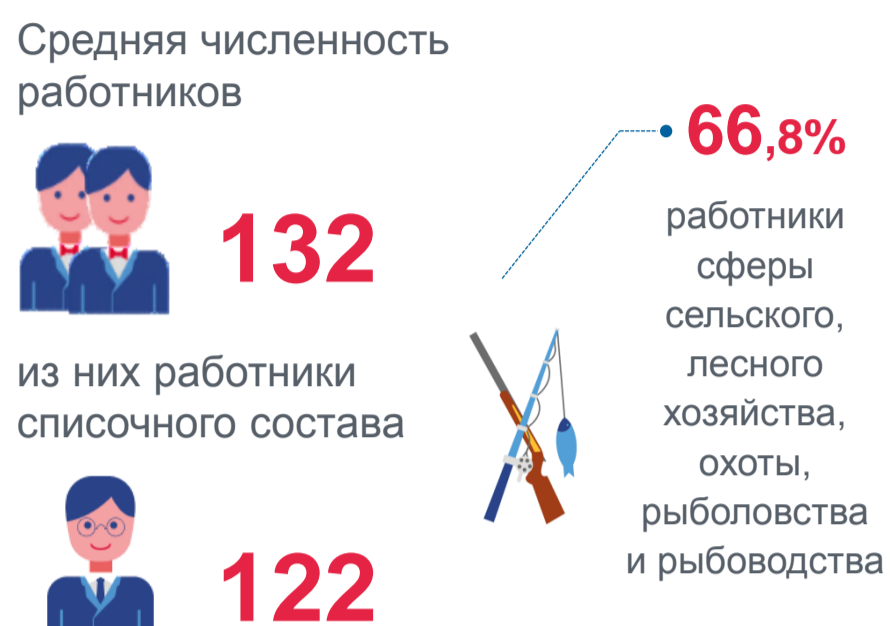 Средняя численность
работников
132
из них работники
списочного состава
122
66,8%
работники
сферы
сельского,
лесного
хозяйства,
охоты,
рыболовства
и рыбоводства